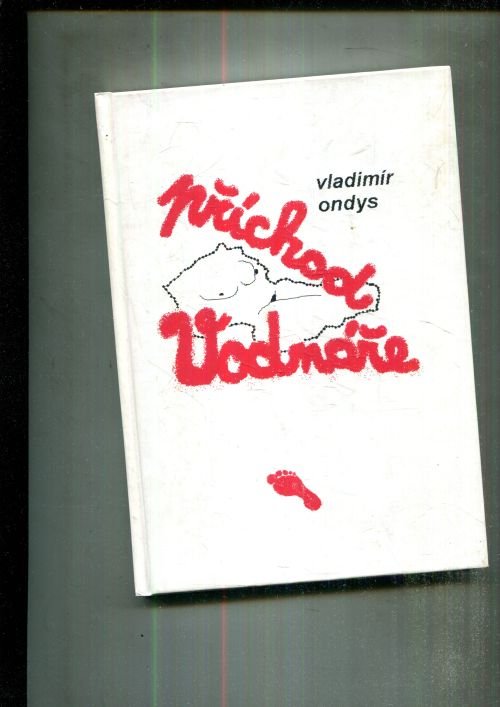 vladimír
ondys
příchod
Vodnáře